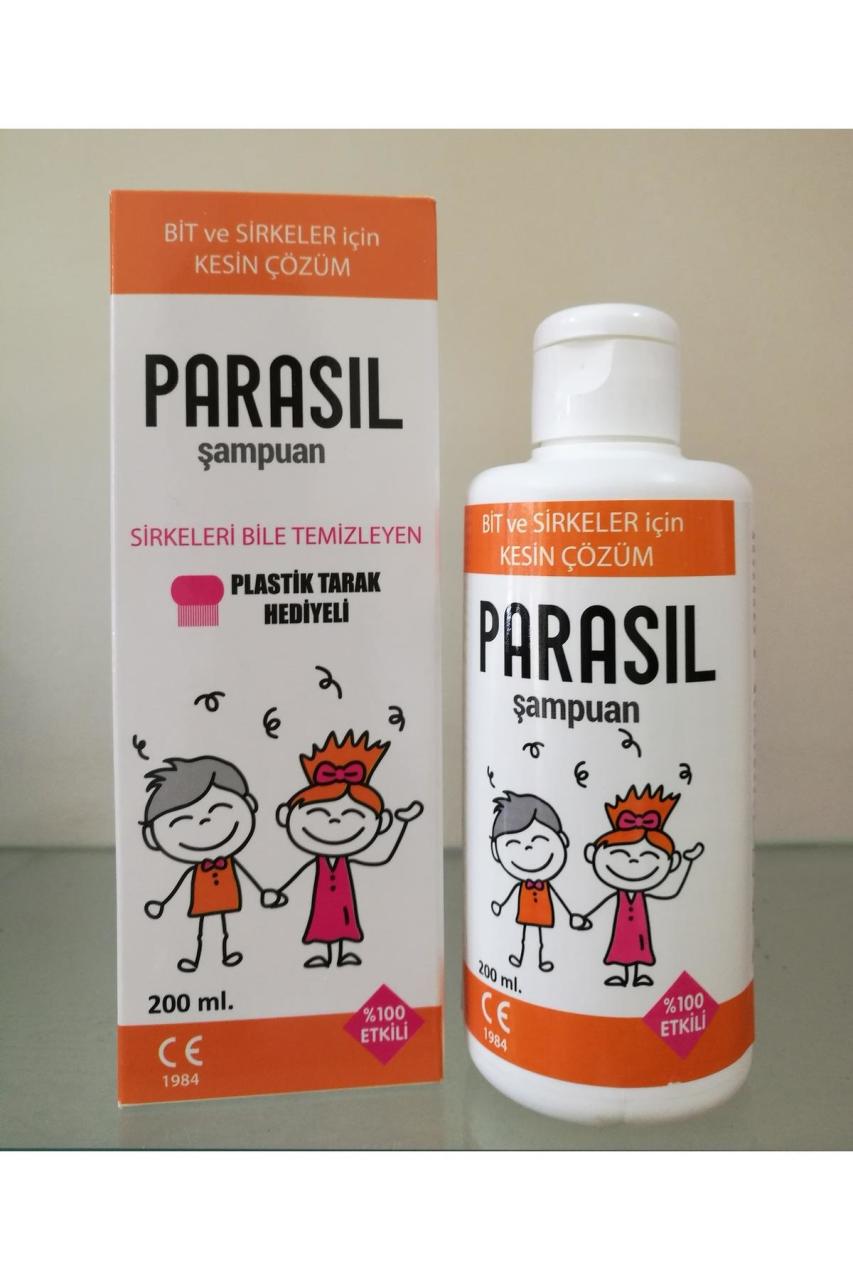 BİT ve SİRKELER için
KESİN ÇÖZÜM
PARASIL
şampuan
SİRKELERİ BİLE TEMİZLEYEN
PLASTİK TARAK
HEDİYELİ
200 ml.
%100
ETKİLİ
CE
1984
BİT ve SİRKELER için
KESİN ÇÖZÜM
PARASIL
şampuan
200 ml.
%100
ETKİLİ
CE
1984